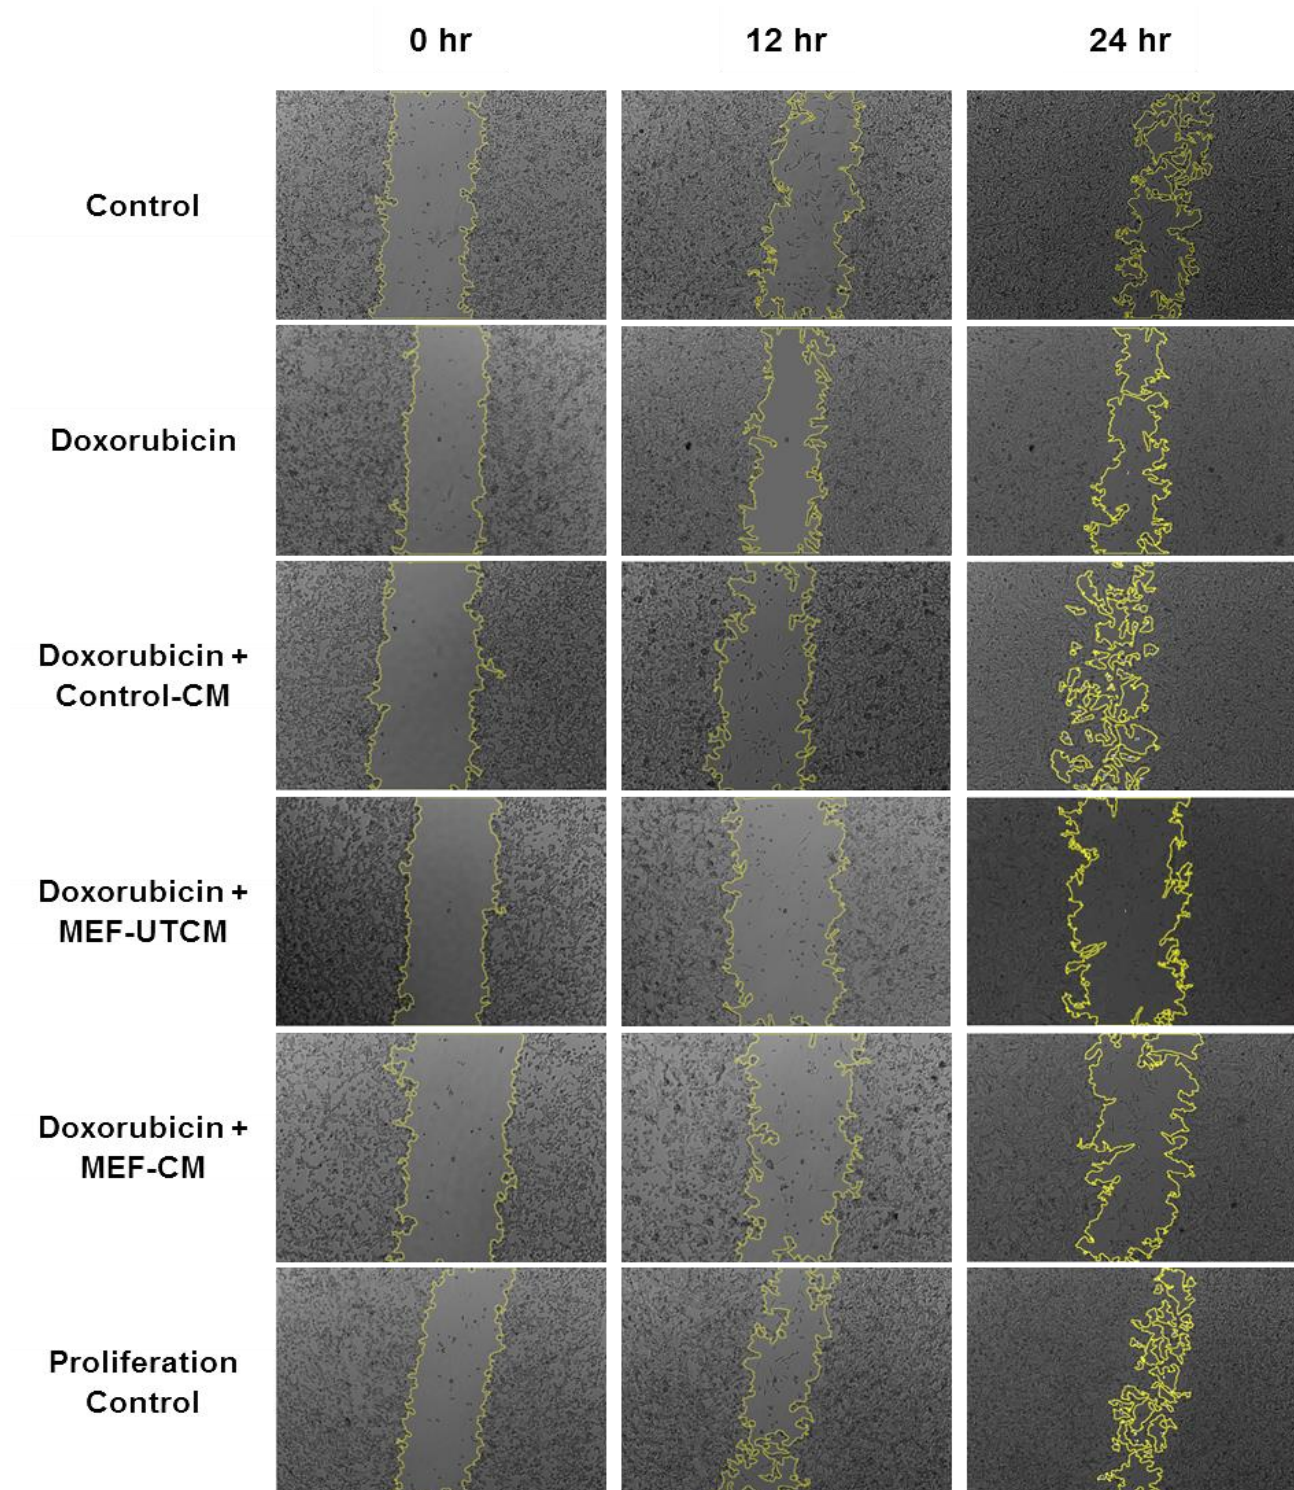 0 hr 12 hr 24 hr
Control
Doxorubicin
Doxorubicin +
Control-CM
Doxorubicin +
MEF-UTCM
Doxorubicin +
MEF-CM
Proliferation
Control